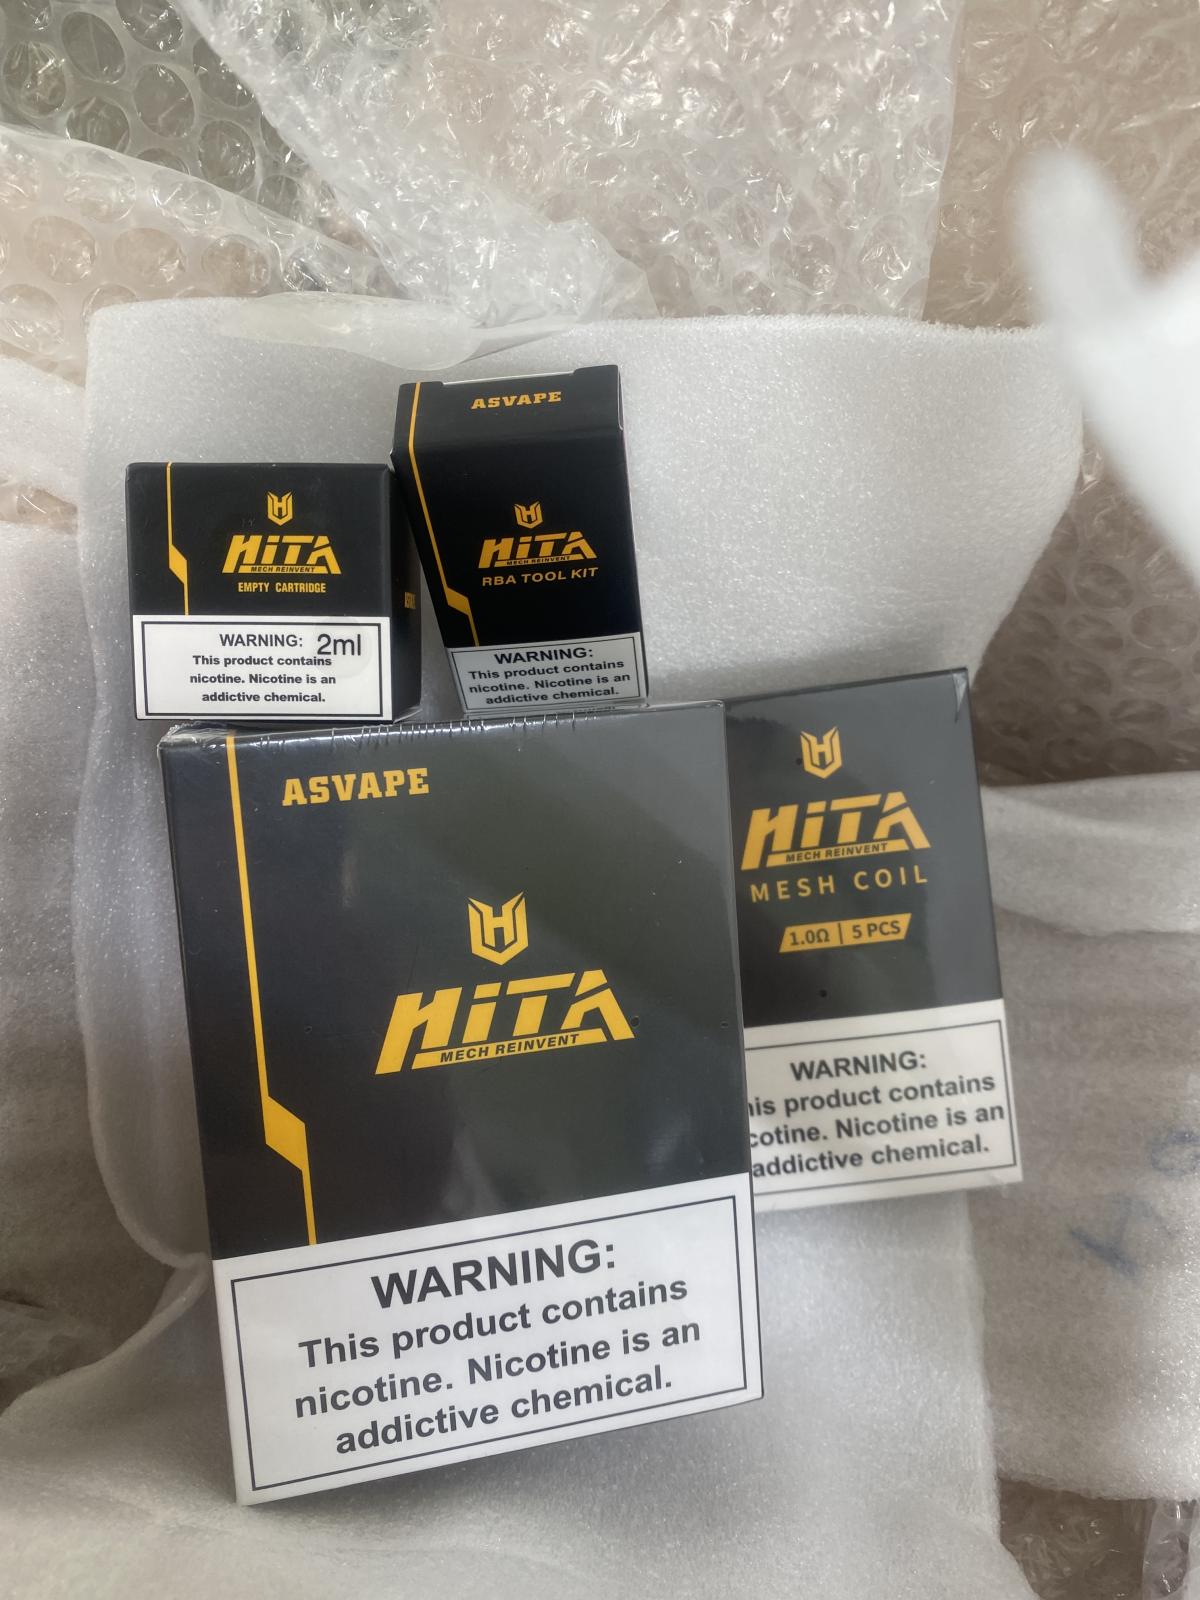 ASVAPE
HiTA
MECH REINVENT
RBA TOOL KIT
WARNING:
This product contains
nicotine. Nicotine is an
addictive chemical.
HiTA
MECH REINVENT
EMPTY CARTRIDGE
WARNING: 2ml
This product contains
nicotine. Nicotine is an
addictive chemical.
ASVAPE
HiTA
MECH REINVENT
WARNING:
This product contains
nicotine. Nicotine is an
addictive chemical.
HiTA
MECH REINVENT
MESH COIL
1.0Ω | 5 PCS
WARNING:
his product contains
cotine. Nicotine is an
addictive chemical.